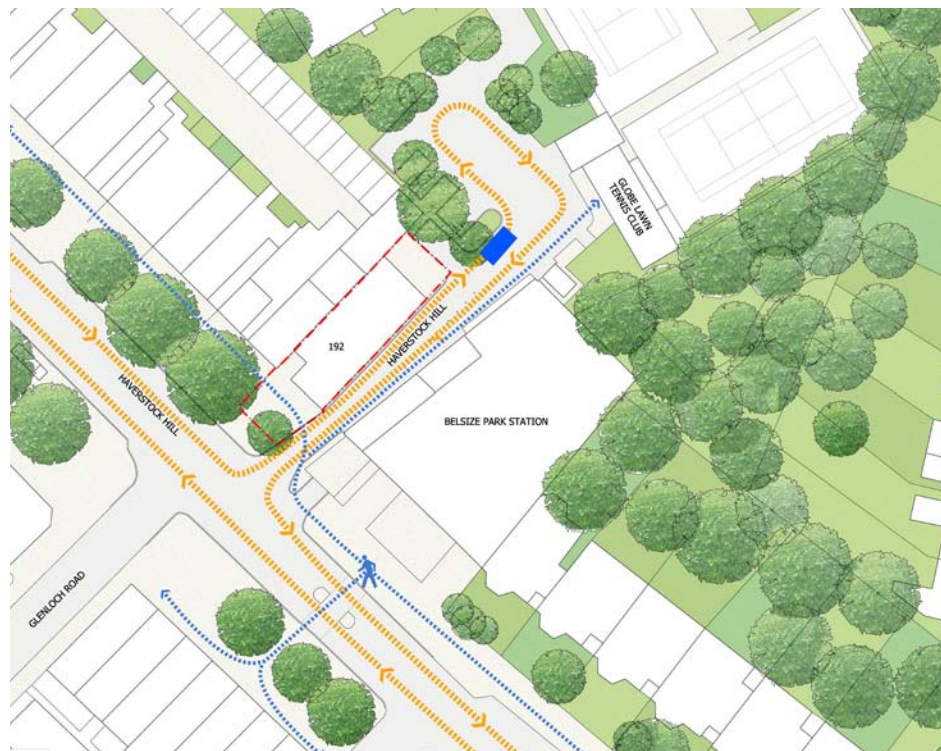 GLOBE LAWN
TENNIS CLUB
HAVERSTOCK HILL
192
HAVERSTOCK HILL
BELSIZE PARK STATION
GLENLOCH ROAD